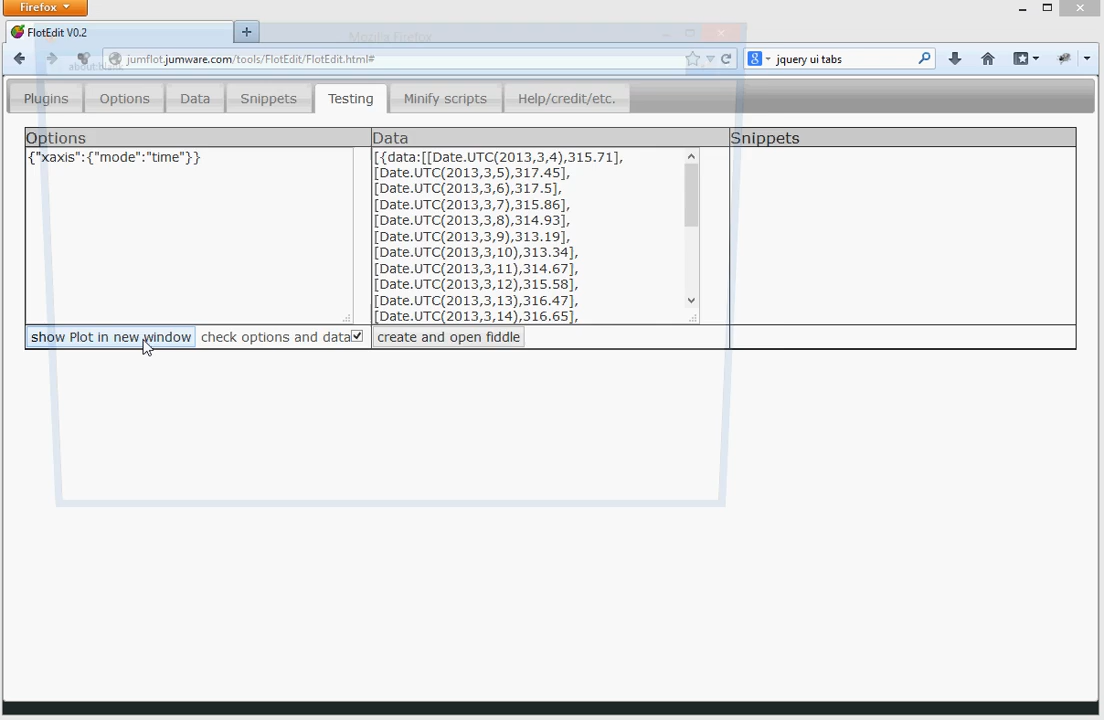 Firefox
Mozilla Firefox
FlotEdit V0.2
jumflot.jumware.com/tools/FlotEdit/FlotEdit.html#
jquery ui tabs
Plugins
Options
Data
Snippets
Testing
Minify scripts
Help/credit/etc.
Options
Data
Snippets
{"xaxis":{"mode":"time"}}
[{data:[[Date.UTC(2013,3,4),315.71],
[Date.UTC(2013,3,5),317.45],
[Date.UTC(2013,3,6),317.5],
[Date.UTC(2013,3,7),315.86],
[Date.UTC(2013,3,8),314.93],
[Date.UTC(2013,3,9),313.19],
[Date.UTC(2013,3,10),313.34],
[Date.UTC(2013,3,11),314.67],
[Date.UTC(2013,3,12),315.58],
[Date.UTC(2013,3,13),316.47],
[Date.UTC(2013,3,14),316.65],
show Plot in new window
check options and data
create and open fiddle